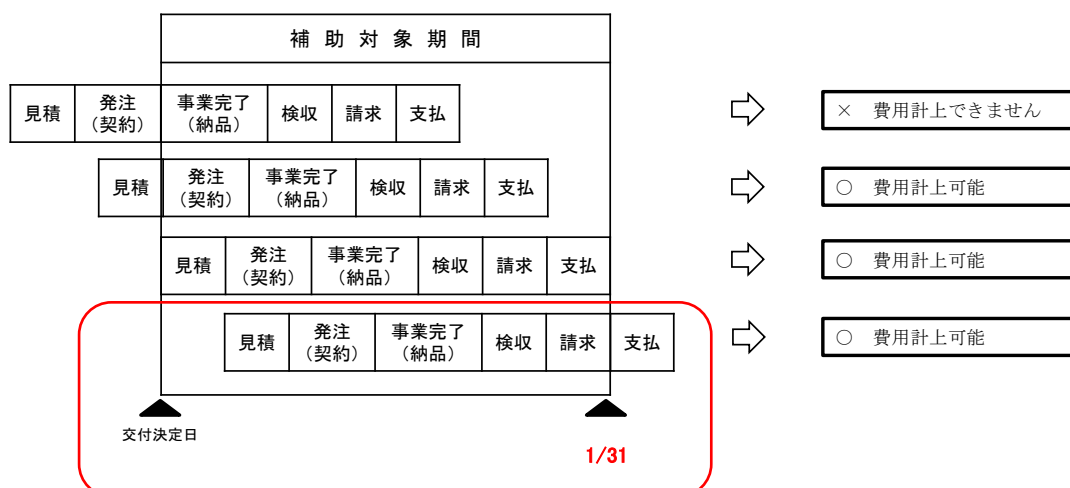 補助対象期間
見積
発注
（契約）
事業完了
（納品）
検収
請求
支払
× 費用計上できません
見積
発注
（契約）
事業完了
（納品）
検収
請求
支払
○ 費用計上可能
見積
発注
（契約）
事業完了
（納品）
検収
請求
支払
○ 費用計上可能
見積
発注
（契約）
事業完了
（納品）
検収
請求
支払
○ 費用計上可能
交付決定日
1/31